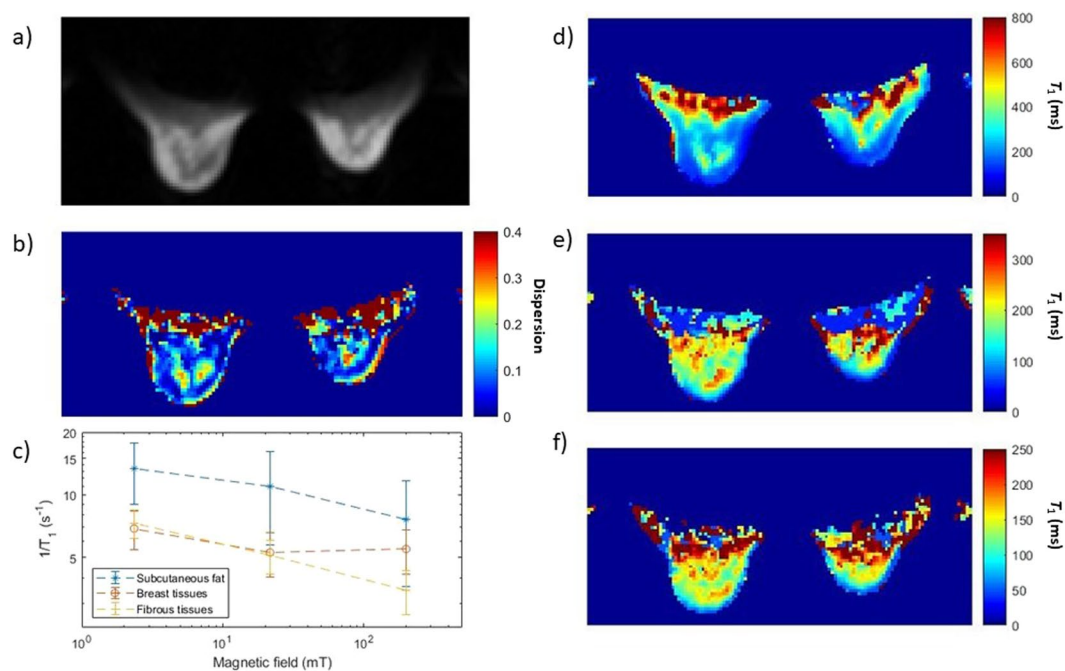 a)
b)
0.4
0.3
0.2
0.1
0
Dispersion
c)
20
15
10
5
1/T1 (s-1)
Subcutaneous fat
Breast tissues
Fibrous tissues
10^0
10^1
10^2
Magnetic field (mT)
d)
800
600
400
200
0
T1 (ms)
e)
300
200
100
0
T1 (ms)
f)
250
200
150
100
50
0
T1 (ms)